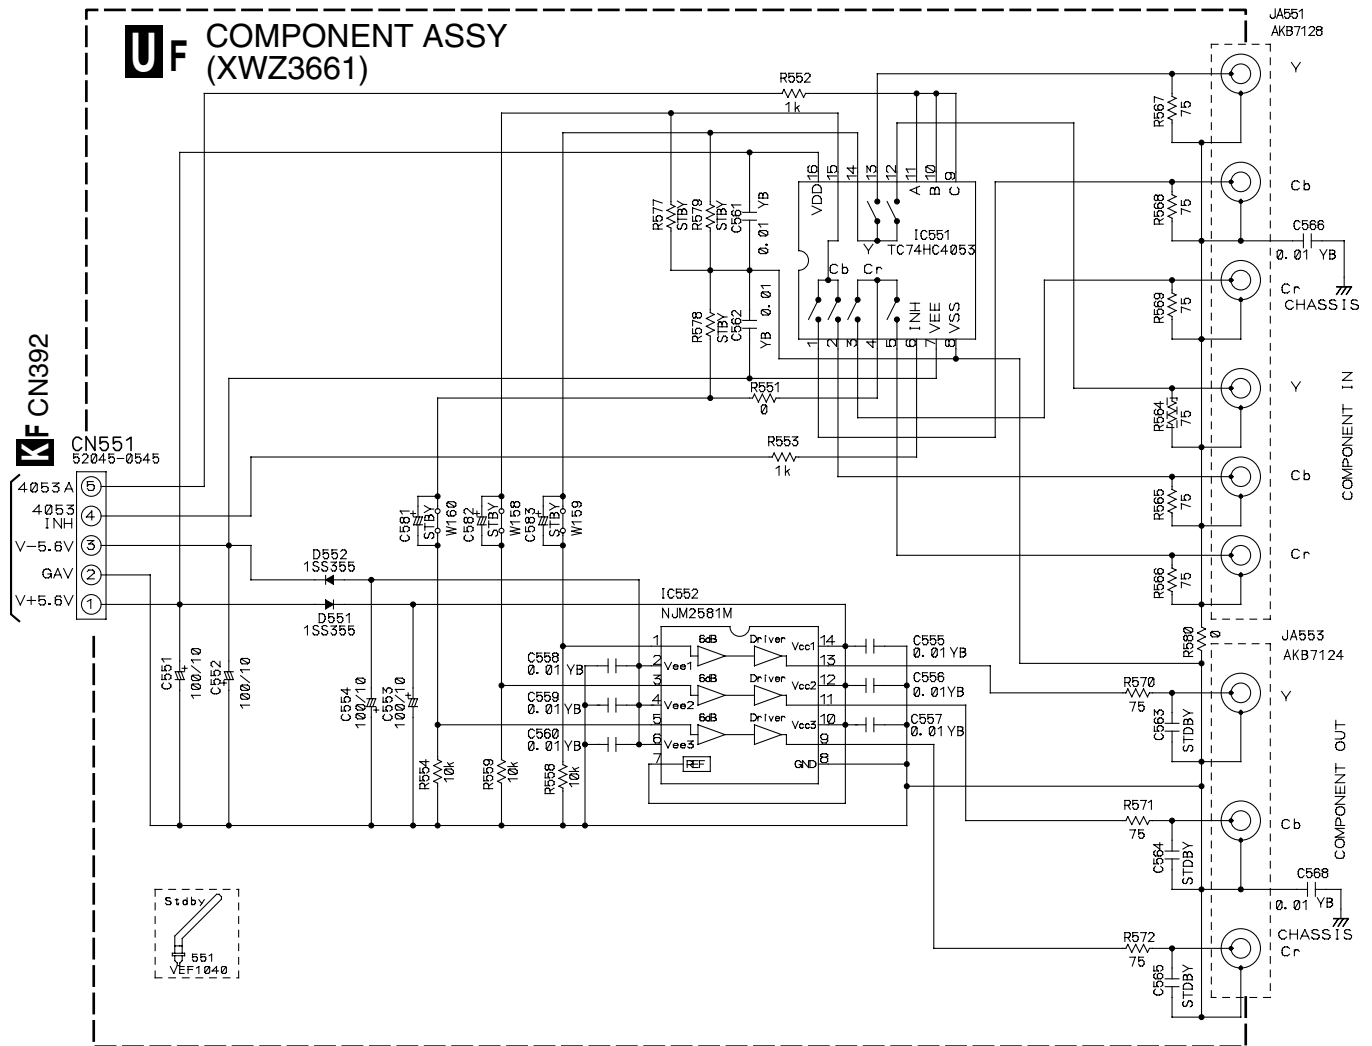 JA551
AKB7128
U F COMPONENT ASSY
(XWZ3661)
R552
1k
Y
R567
75
16 15 14 13 12 11 10 9
VDD
A B C
R577
STBY
R579
STBY
C561
0.01 YB
Y
IC551
TC74HC4053
R568
75
Cb
C566
0.01 YB
Cb Cr
Cr
CHASSIS
R569
75
R578
STBY
C562
YB 0.01
INH
VEE
VSS
1 2 3 4 5 6 7 8
K F CN392
R551
0
Y
R564
75
COMPONENT IN
CN551
52045-0545
R553
1k
4053 A 5
4053
INH 4
V-5.6V 3
GAV 2
V+5.6V 1
C581
STBY
W160
C582
STBY
W158
C583
STBY
W159
Cb
R565
75
Cr
R566
75
D552
1SS355
D551
1SS355
IC552
NJM2581M
R580
0
JA553
AKB7124
C551
100/10
C552
100/10
C554
100/10
C553
100/10
C558
0.01 YB
C559
0.01 YB
C560
0.01 YB
1 6dB Driver Vcc1 14
2 Vee1 13
3 6dB Driver Vcc2 12
4 Vee2 11
5 6dB Driver Vcc3 10
6 Vee3 9
7 REF GND 8
C555
0.01 YB
C556
0.01YB
C557
0.01 YB
R554
10k
R559
10k
R558
10k
R570
75
C563
STDBY
Y
R571
75
C564
STDBY
Cb
COMPONENT OUT
C568
0.01 YB
CHASSIS
R572
75
C565
STDBY
Cr
Stdby
551
VEF1040